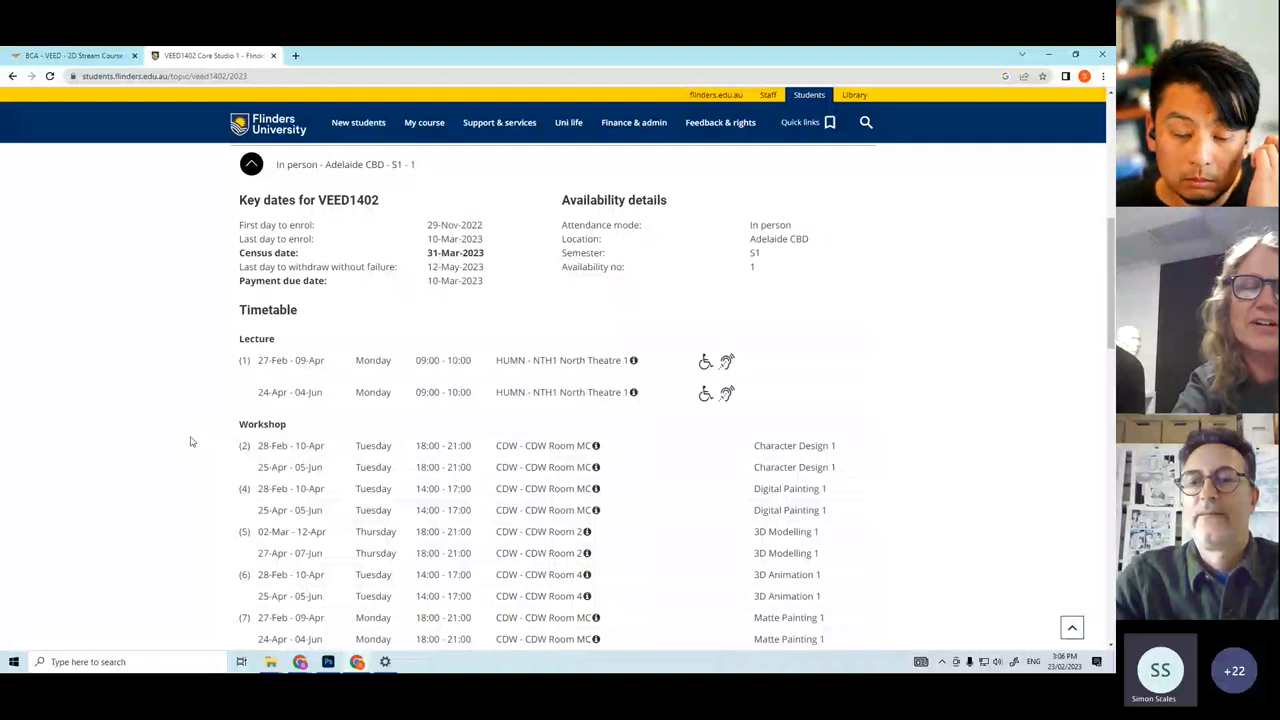 BGA - VEED - 2D Stream Course
VEED1402 Core Studio 1 - Flinde
students.flinders.edu.au/topic/veed1402/2023
flinders.edu.au Staff Students Library
Flinders University
New students My course Support & services Uni life Finance & admin Feedback & rights Quick links
In person - Adelaide CBD - S1 - 1
Key dates for VEED1402 Availability details
First day to enrol: 29-Nov-2022 Attendance mode: In person
Last day to enrol: 10-Mar-2023 Location: Adelaide CBD
Census date: 31-Mar-2023 Semester: S1
Last day to withdraw without failure: 12-May-2023 Availability no: 1
Payment due date: 10-Mar-2023
Timetable
Lecture
(1) 27-Feb - 09-Apr Monday 09:00 - 10:00 HUMN - NTH1 North Theatre 1
24-Apr - 04-Jun Monday 09:00 - 10:00 HUMN - NTH1 North Theatre 1
Workshop
(2) 28-Feb - 10-Apr Tuesday 18:00 - 21:00 CDW - CDW Room MC Character Design 1
25-Apr - 05-Jun Tuesday 18:00 - 21:00 CDW - CDW Room MC Character Design 1
(4) 28-Feb - 10-Apr Tuesday 14:00 - 17:00 CDW - CDW Room MC Digital Painting 1
25-Apr - 05-Jun Tuesday 14:00 - 17:00 CDW - CDW Room MC Digital Painting 1
(5) 02-Mar - 12-Apr Thursday 18:00 - 21:00 CDW - CDW Room 2 3D Modelling 1
27-Apr - 07-Jun Thursday 18:00 - 21:00 CDW - CDW Room 2 3D Modelling 1
(6) 28-Feb - 10-Apr Tuesday 14:00 - 17:00 CDW - CDW Room 4 3D Animation 1
25-Apr - 05-Jun Tuesday 14:00 - 17:00 CDW - CDW Room 4 3D Animation 1
(7) 27-Feb - 09-Apr Monday 18:00 - 21:00 CDW - CDW Room MC Matte Painting 1
24-Apr - 04-Jun Monday 18:00 - 21:00 CDW - CDW Room MC Matte Painting 1
Type here to search
ENG
3:06 PM
23/02/2023
SS
Simon Scales
+22